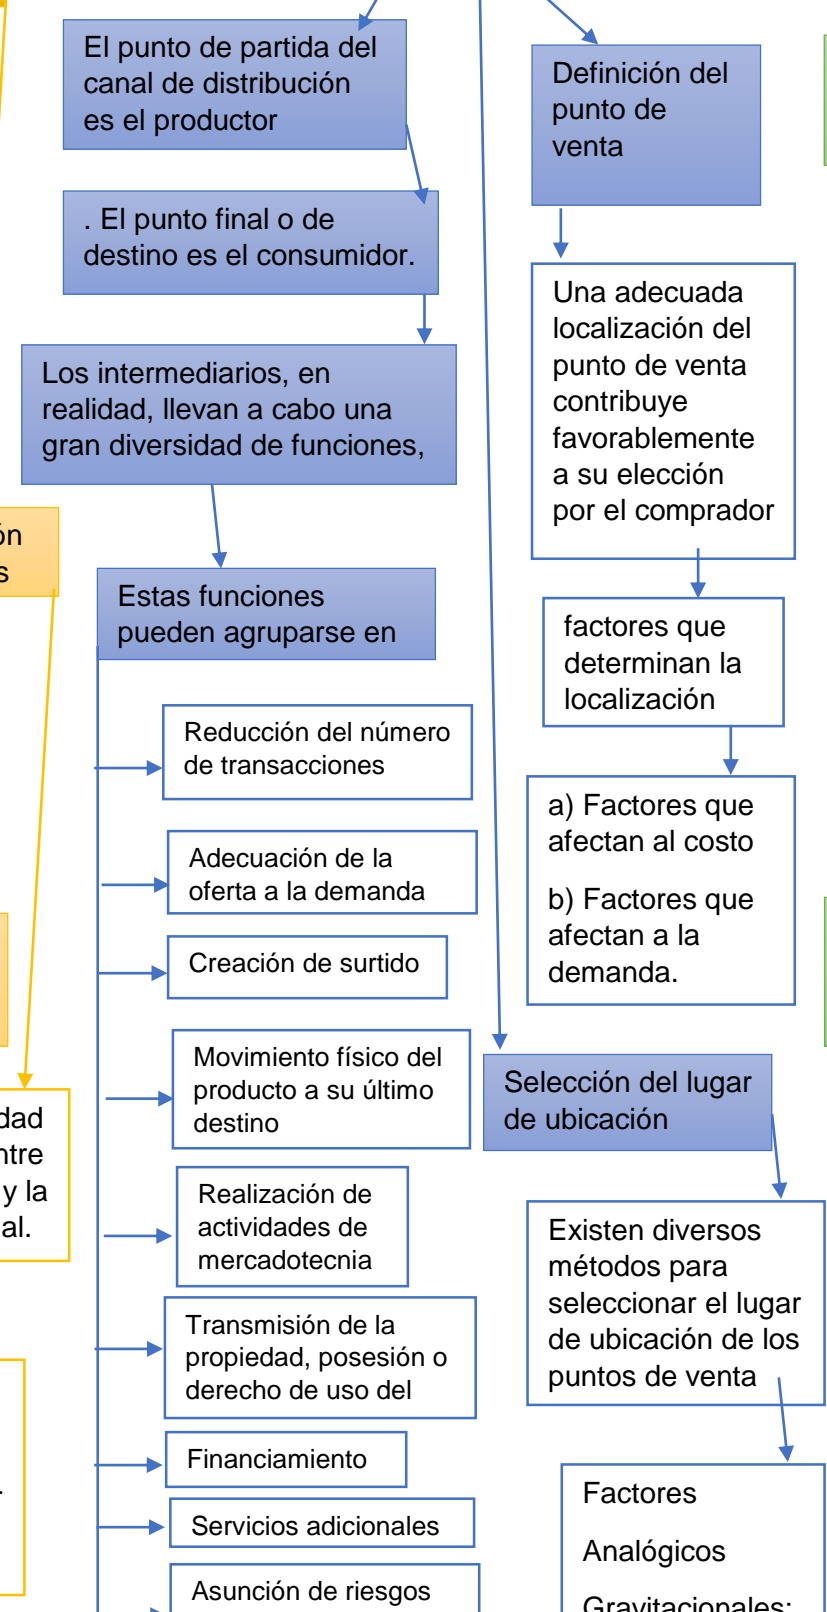 El punto de partida del
canal de distribución
es el productor
. El punto final o de
destino es el consumidor.
Los intermediarios, en
realidad, llevan a cabo una
gran diversidad de funciones,
Estas funciones
pueden agruparse en
Reducción del número
de transacciones
Adecuación de la
oferta a la demanda
Creación de surtido
Movimiento físico del
producto a su último
destino
Realización de
actividades de
mercadotecnia
Transmisión de la
propiedad, posesión o
derecho de uso del
Financiamiento
Servicios adicionales
Asunción de riesgos
Definición del
punto de
venta
Una adecuada
localización del
punto de venta
contribuye
favorablemente
a su elección
por el comprador
factores que
determinan la
localización
a) Factores que
afectan al costo
b) Factores que
afectan a la
demanda.
Selección del lugar
de ubicación
Existen diversos
métodos para
seleccionar el lugar
de ubicación de los
puntos de venta
Factores
Analógicos
Gravitacionales:
y la